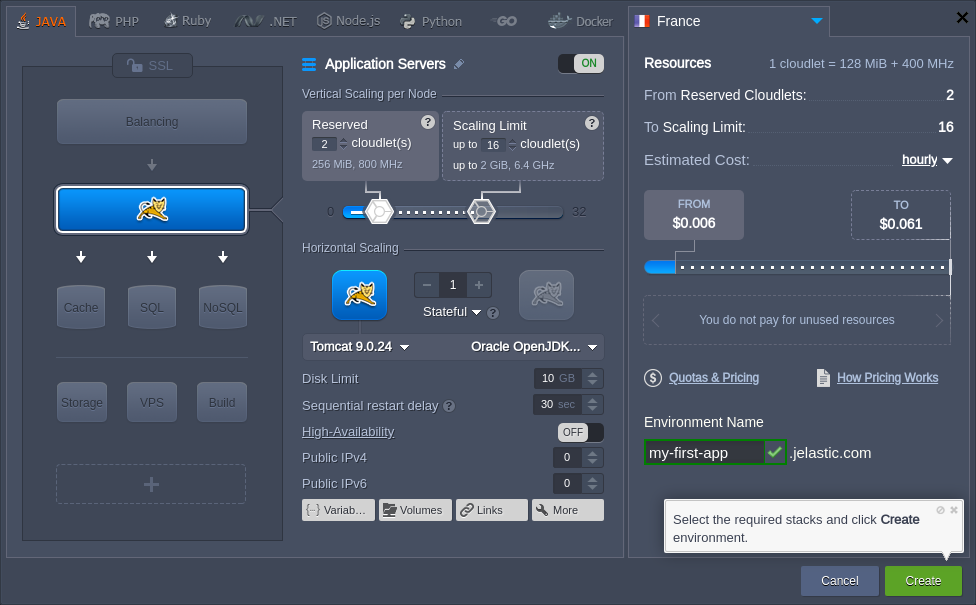 JAVA PHP Ruby .NET Node.js Python GO Docker
France
SSL
Balancing
Cache SQL NoSQL
Storage VPS Build
Application Servers ON
Vertical Scaling per Node
Reserved
2 cloudlet(s)
256 MiB, 800 MHz
Scaling Limit
up to 16 cloudlet(s)
up to 2 GiB, 6.4 GHz
0 32
Horizontal Scaling
1
Stateful
Tomcat 9.0.24 Oracle OpenJDK...
Disk Limit 10 GB
Sequential restart delay 30 sec
High-Availability OFF
Public IPv4 0
Public IPv6 0
Variab... Volumes Links More
Resources 1 cloudlet = 128 MiB + 400 MHz
From Reserved Cloudlets: 2
To Scaling Limit: 16
Estimated Cost: hourly
FROM
$0.006
TO
$0.061
You do not pay for unused resources
Quotas & Pricing How Pricing Works
Environment Name
my-first-app .jelastic.com
Select the required stacks and click Create
environment.
Cancel Create